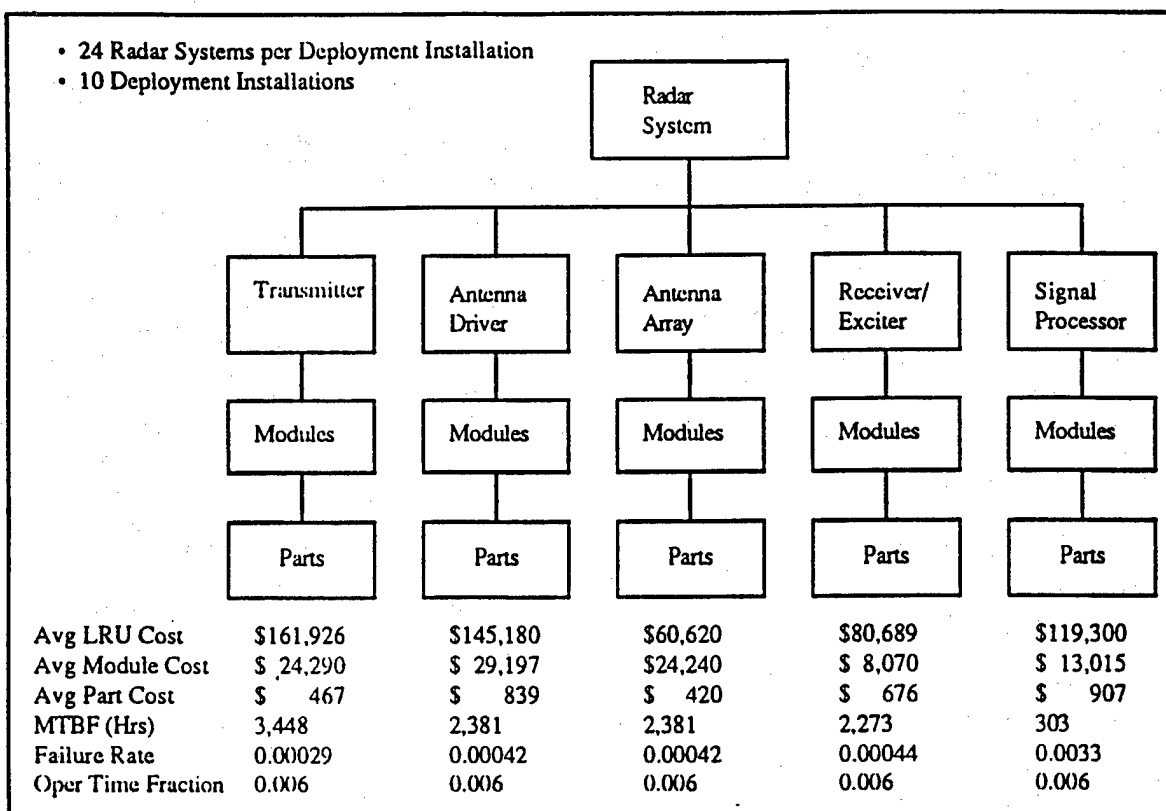 • 24 Radar Systems per Deployment Installation
• 10 Deployment Installations
Radar
System
Transmitter
Antenna
Driver
Antenna
Array
Receiver/
Exciter
Signal
Processor
Modules Modules Modules Modules Modules
Parts Parts Parts Parts Parts
Avg LRU Cost $161,926 $145,180 $60,620 $80,689 $119,300
Avg Module Cost $ 24,290 $ 29,197 $24,240 $ 8,070 $ 13,015
Avg Part Cost $ 467 $ 839 $ 420 $ 676 $ 907
MTBF (Hrs) 3,448 2,381 2,381 2,273 303
Failure Rate 0.00029 0.00042 0.00042 0.00044 0.0033
Oper Time Fraction 0.006 0.006 0.006 0.006 0.006